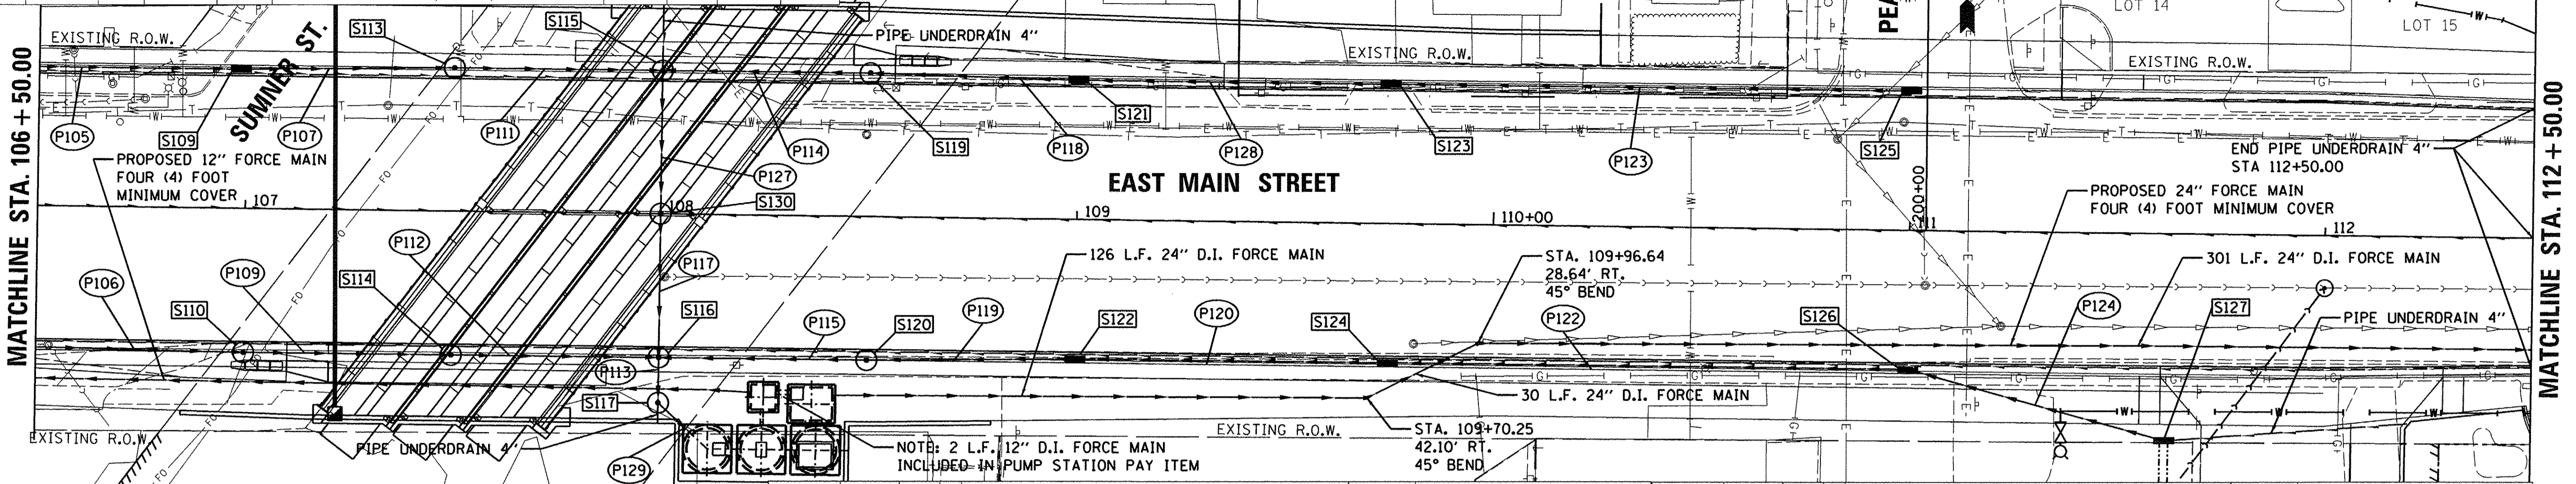 MATCHLINE STA. 106 + 50.00
EXISTING R.O.W.
SUMNER ST.
S113
S115
PIPE UNDERDRAIN 4"
EXISTING R.O.W.
PEA
LOT 14
LOT 15
EXISTING R.O.W.
P105
S109
P107
P111
P114
S119
P118
S121
P128
S123
P123
S125
END PIPE UNDERDRAIN 4"
STA 112+50.00
PROPOSED 12" FORCE MAIN
FOUR (4) FOOT
MINIMUM COVER
P127
S130
EAST MAIN STREET
PROPOSED 24" FORCE MAIN
FOUR (4) FOOT MINIMUM COVER
107
108
109
110+00
200+00
111
112
P106
P109
P112
S114
P117
126 L.F. 24" D.I. FORCE MAIN
STA. 109+96.64
28.64' RT.
45° BEND
301 L.F. 24" D.I. FORCE MAIN
S110
S116
P115
S120
P119
S122
P120
S124
P122
S126
P124
S127
PIPE UNDERDRAIN 4"
P113
S117
30 L.F. 24" D.I. FORCE MAIN
EXISTING R.O.W.
PIPE UNDERDRAIN 4"
P129
NOTE: 2 L.F. 12" D.I. FORCE MAIN
INCLUDED IN PUMP STATION PAY ITEM
EXISTING R.O.W.
STA. 109+70.25
42.10' RT.
45° BEND
MATCHLINE STA. 112 + 50.00